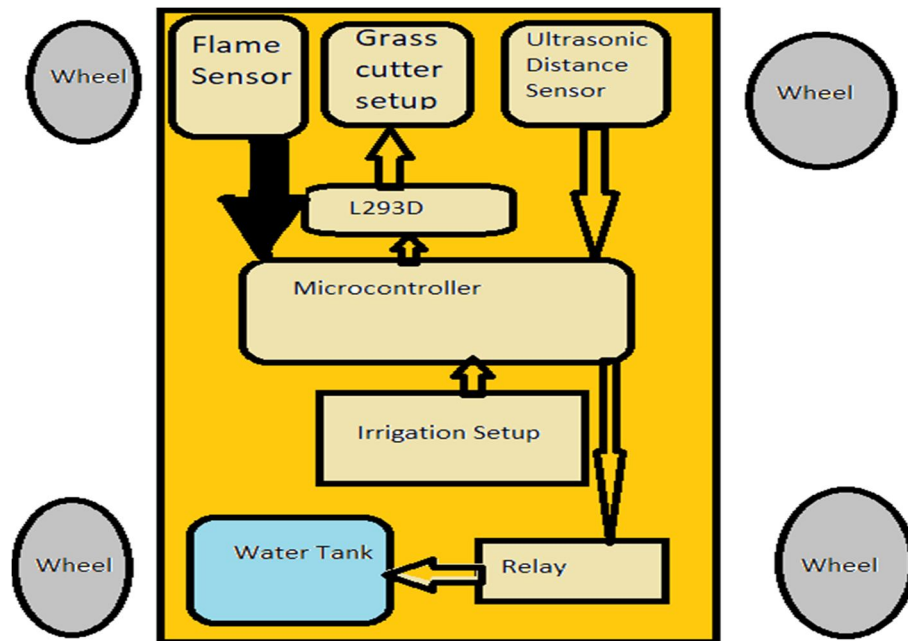 Wheel
Flame
Sensor
Grass
cutter
setup
Ultrasonic
Distance
Sensor
Wheel
L293D
Microcontroller
Irrigation Setup
Wheel
Water Tank
Relay
Wheel